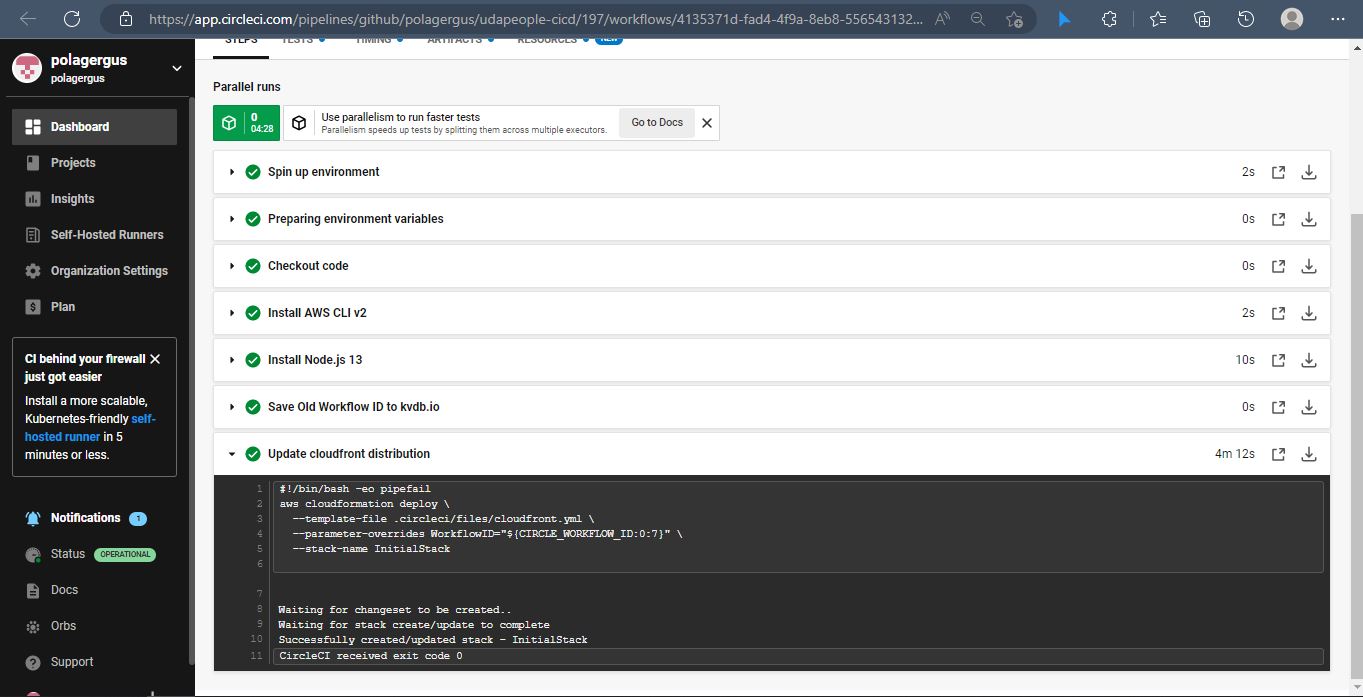 https://app.circleci.com/pipelines/github/polagergus/udapeople-cicd/197/workflows/4135371d-fad4-4f9a-8eb8-556543132...
polagergus
polagergus
Dashboard
Projects
Insights
Self-Hosted Runners
Organization Settings
Plan
CI behind your firewall
just got easier
Install a more scalable,
Kubernetes-friendly self-
hosted runner in 5
minutes or less.
Notifications 1
Status OPERATIONAL
Docs
Orbs
Support
STEPS TESTS TIMING ARTIFACTS RESOURCES NEW
Parallel runs
0
04:28
Use parallelism to run faster tests
Parallelism speeds up tests by splitting them across multiple executors.
Go to Docs
Spin up environment 2s
Preparing environment variables 0s
Checkout code 0s
Install AWS CLI v2 2s
Install Node.js 13 10s
Save Old Workflow ID to kvdb.io 0s
Update cloudfront distribution 4m 12s
1 #!/bin/bash -eo pipefail
2 aws cloudformation deploy \
3 --template-file .circleci/files/cloudfront.yml \
4 --parameter-overrides WorkflowID="${CIRCLE_WORKFLOW_ID:0:7}" \
5 --stack-name InitialStack
6
7
8 Waiting for changeset to be created..
9 Waiting for stack create/update to complete
10 Successfully created/updated stack - InitialStack
11 CircleCI received exit code 0